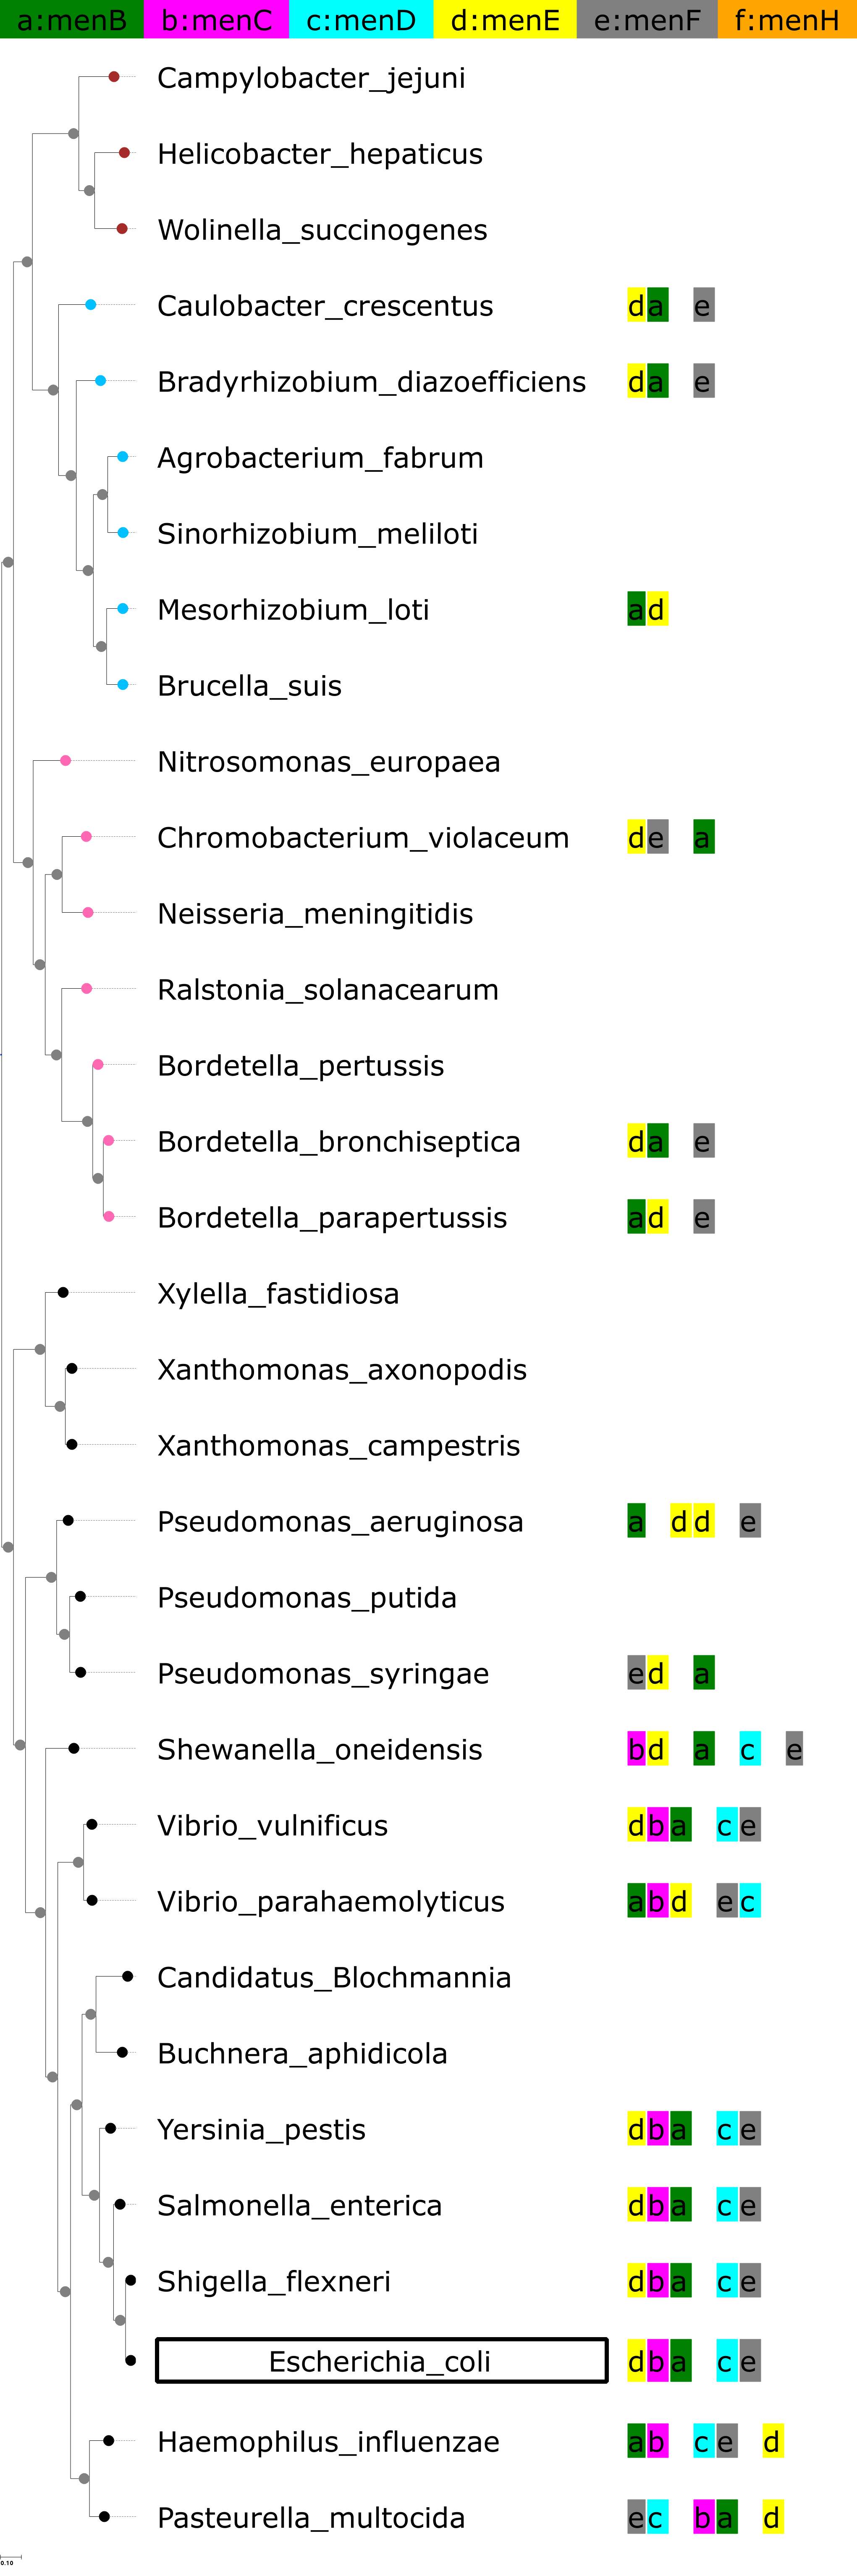 a:menB b:menC c:menD d:menE e:menF f:menH
Campylobacter_jejuni
Helicobacter_hepaticus
Wolinella_succinogenes
Caulobacter_crescentus da e
Bradyrhizobium_diazoefficiens da e
Agrobacterium_fabrum
Sinorhizobium_meliloti
Mesorhizobium_loti ad
Brucella_suis
Nitrosomonas_europaea
Chromobacterium_violaceum de a
Neisseria_meningitidis
Ralstonia_solanacearum
Bordetella_pertussis
Bordetella_bronchiseptica da e
Bordetella_parapertussis ad e
Xylella_fastidiosa
Xanthomonas_axonopodis
Xanthomonas_campestris
Pseudomonas_aeruginosa a dd e
Pseudomonas_putida
Pseudomonas_syringae ed a
Shewanella_oneidensis bd a c e
Vibrio_vulnificus dba ce
Vibrio_parahaemolyticus abd ec
Candidatus_Blochmannia
Buchnera_aphidicola
Yersinia_pestis dba ce
Salmonella_enterica dba ce
Shigella_flexneri dba ce
Escherichia_coli dba ce
Haemophilus_influenzae ab ce d
Pasteurella_multocida ec ba d
0.10